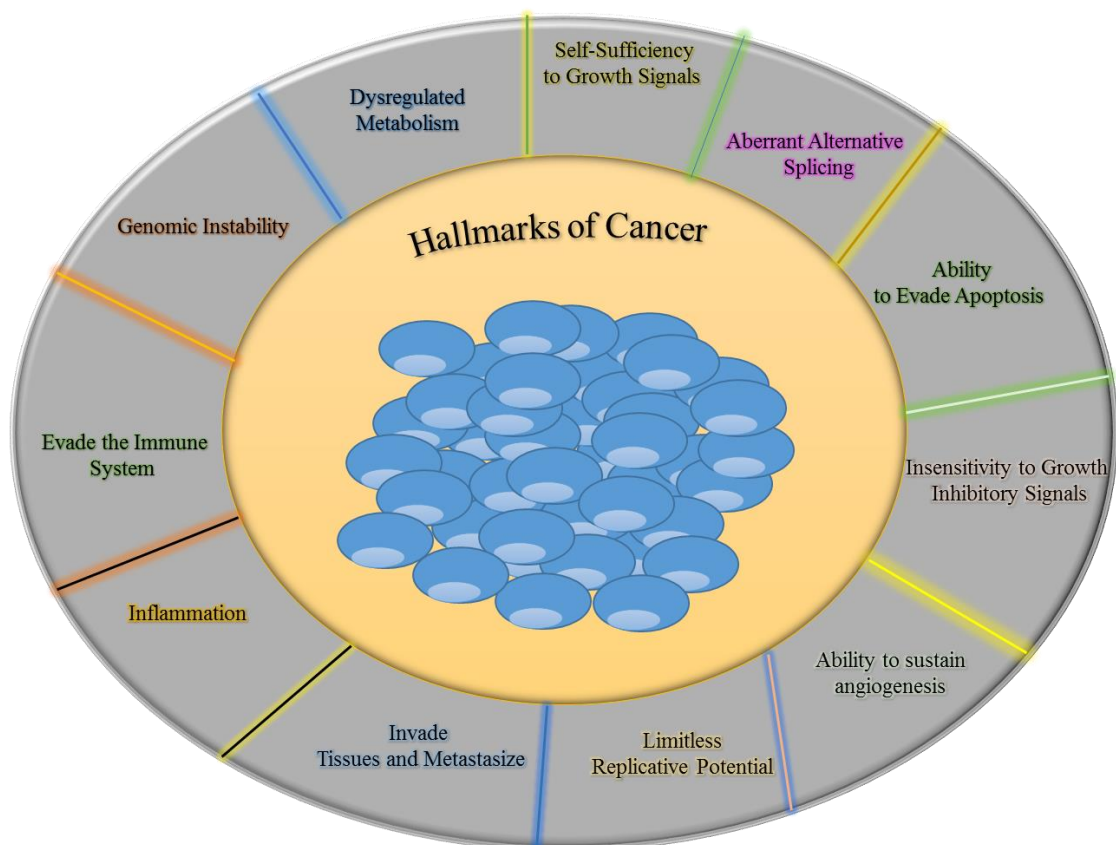 Hallmarks of Cancer
Self-Sufficiency
to Growth Signals
Aberrant Alternative
Splicing
Ability
to Evade Apoptosis
Insensitivity to Growth
Inhibitory Signals
Ability to sustain
angiogenesis
Limitless
Replicative Potential
Invade
Tissues and Metastasize
Inflammation
Evade the Immune
System
Genomic Instability
Dysregulated
Metabolism